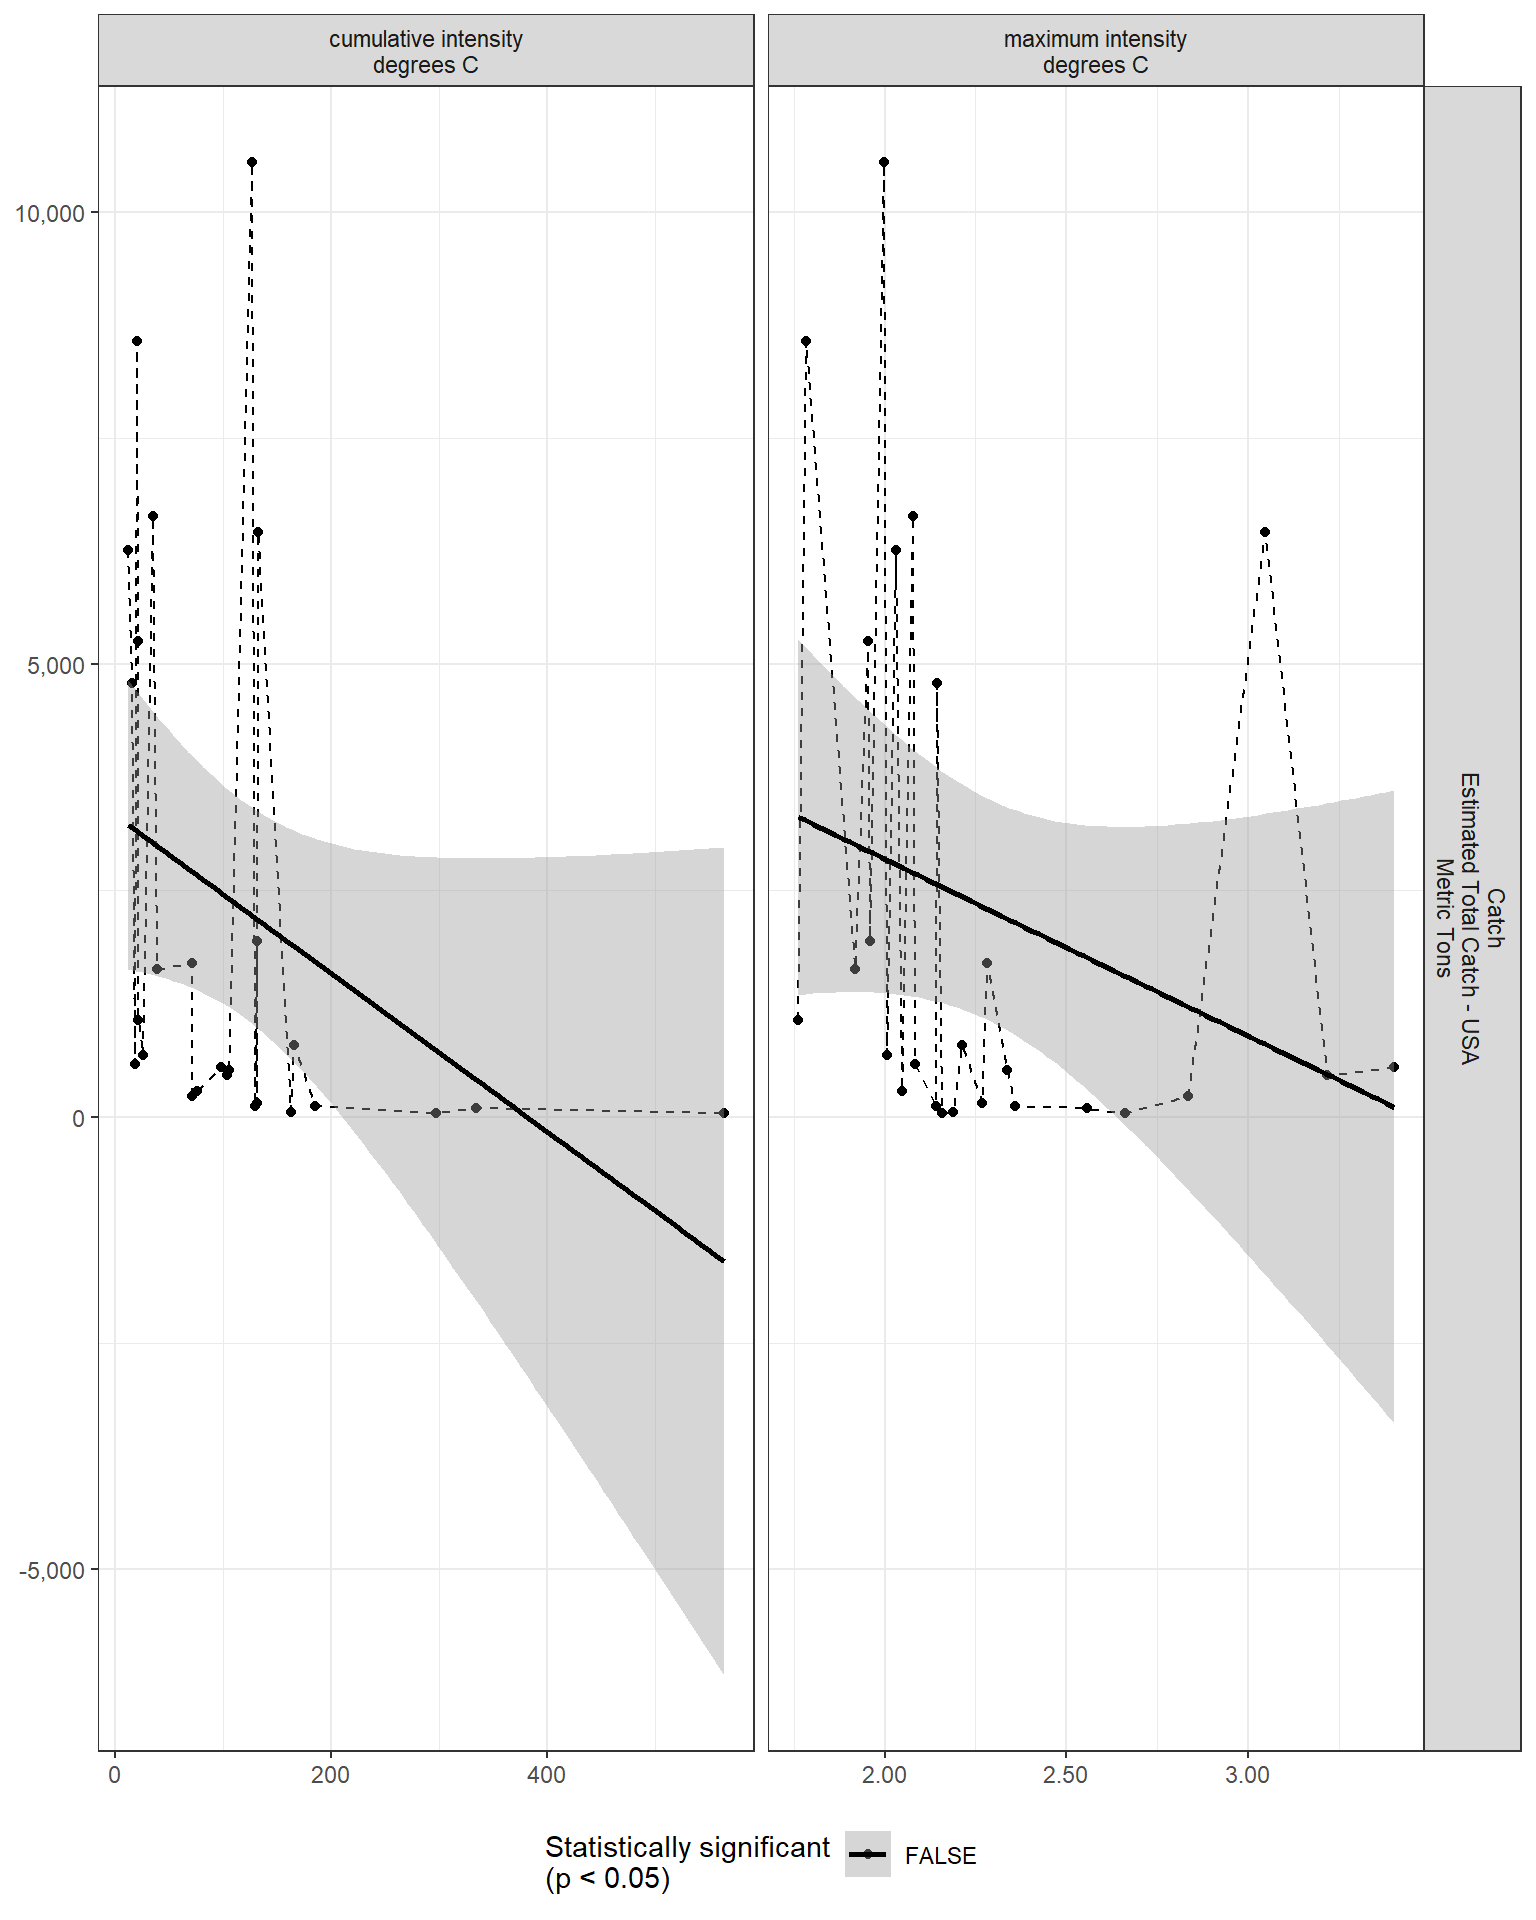 cumulative intensity
degrees C
maximum intensity
degrees C
10,000
5,000
0
-5,000
Catch
Estimated Total Catch - USA
Metric Tons
0
200
400
2.00
2.50
3.00
Statistically significant
(p < 0.05)
FALSE